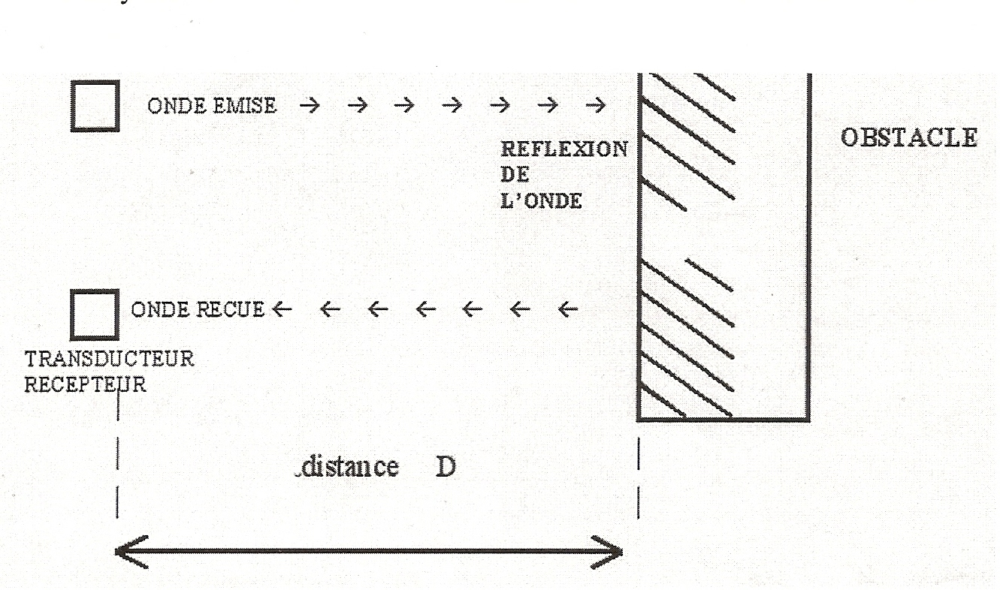 ONDE EMISE
OBSTACLE
REFLEXION
DE
L'ONDE
ONDE RECUE
TRANSDUCTEUR
RECEPTEUR
distance D